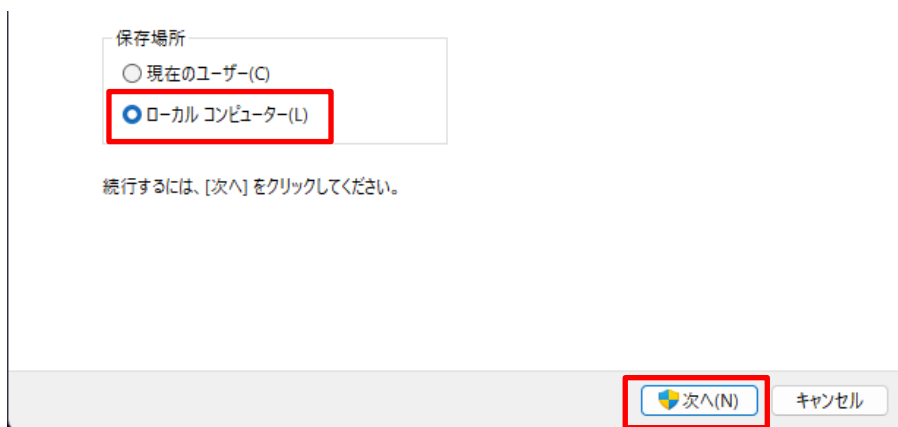 保存場所
現在のユーザー(C)
ローカル コンピューター(L)
続行するには、[次へ] をクリックしてください。
次へ(N)
キャンセル